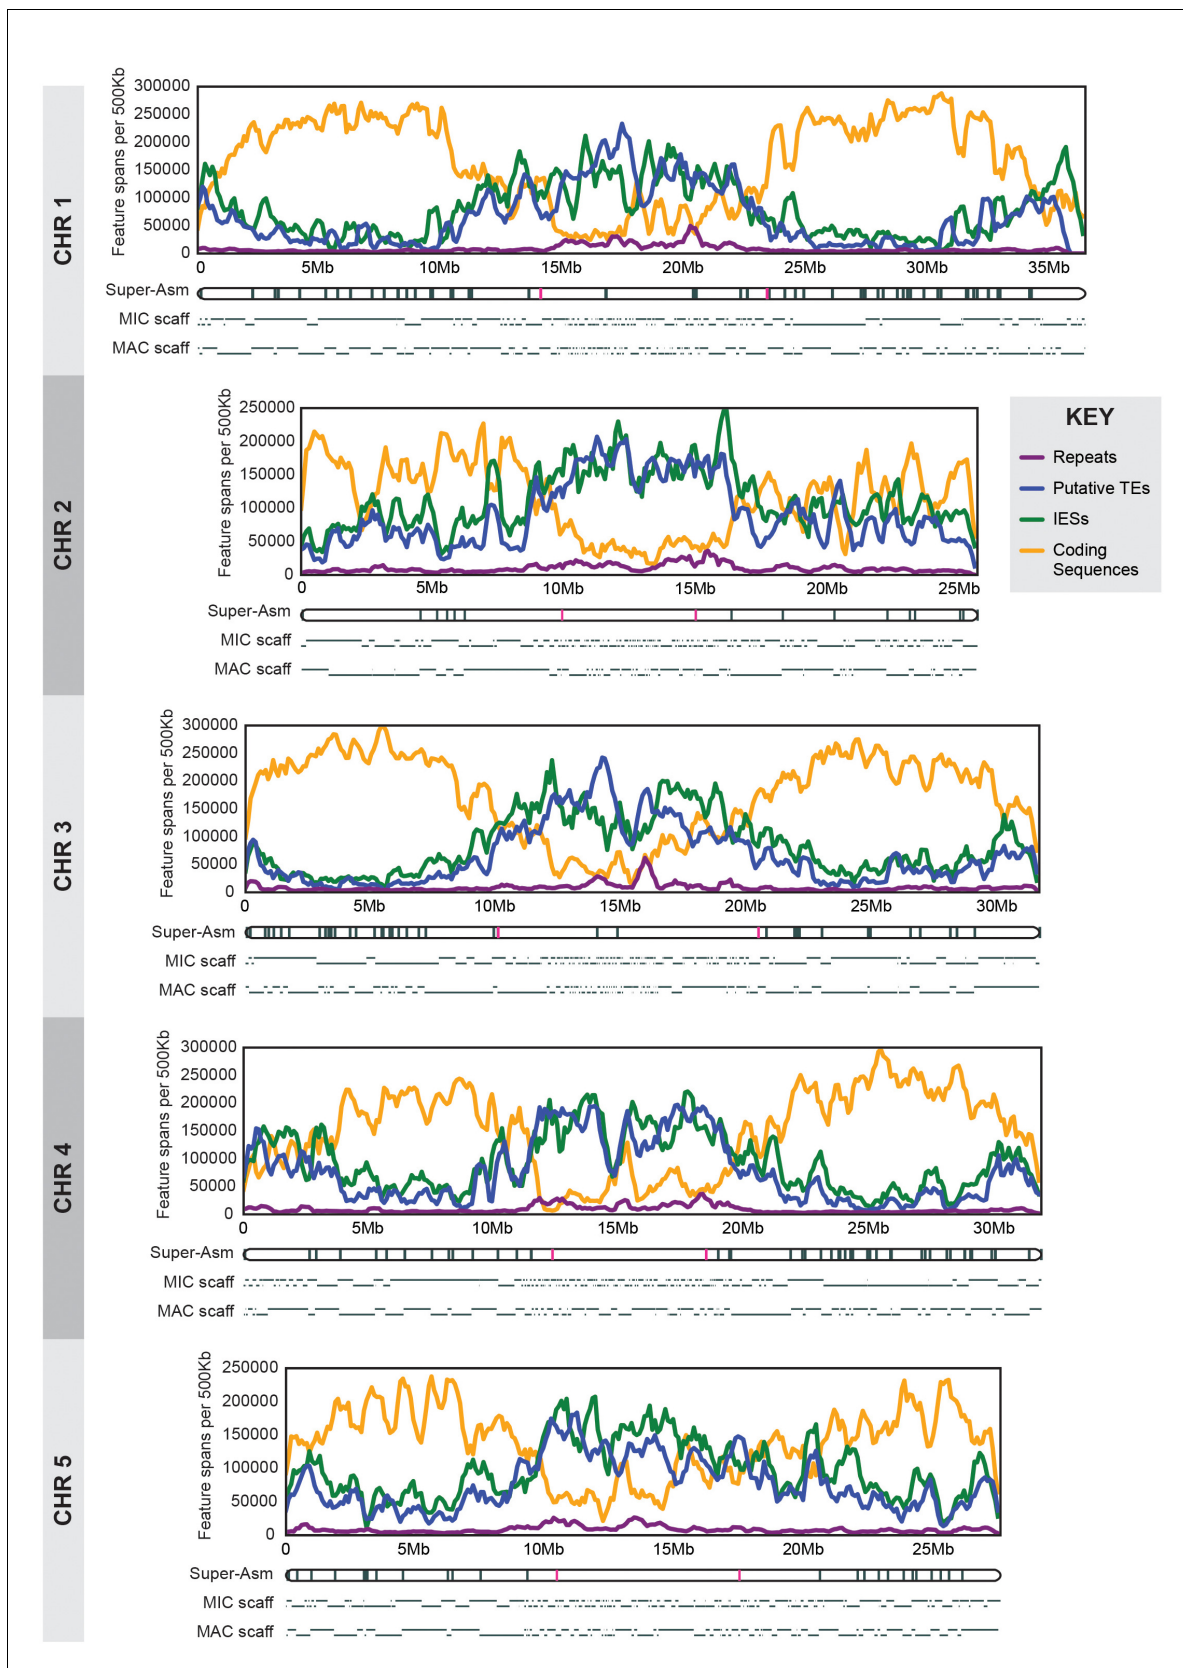 CHR 1
Feature spans per 500Kb
300000
250000
200000
150000
100000
50000
0
0 5Mb 10Mb 15Mb 20Mb 25Mb 30Mb 35Mb
Super-Asm
MIC scaff
MAC scaff
CHR 2
Feature spans per 500Kb
250000
200000
150000
100000
50000
0
0 5Mb 10Mb 15Mb 20Mb 25Mb
Super-Asm
MIC scaff
MAC scaff
KEY
Repeats
Putative TEs
IESs
Coding
Sequences
CHR 3
Feature spans per 500Kb
300000
250000
200000
150000
100000
50000
0
0 5Mb 10Mb 15Mb 20Mb 25Mb 30Mb
Super-Asm
MIC scaff
MAC scaff
CHR 4
Feature spans per 500Kb
300000
250000
200000
150000
100000
50000
0
0 5Mb 10Mb 15Mb 20Mb 25Mb 30Mb
Super-Asm
MIC scaff
MAC scaff
CHR 5
Feature spans per 500Kb
250000
200000
150000
100000
50000
0
0 5Mb 10Mb 15Mb 20Mb 25Mb
Super-Asm
MIC scaff
MAC scaff